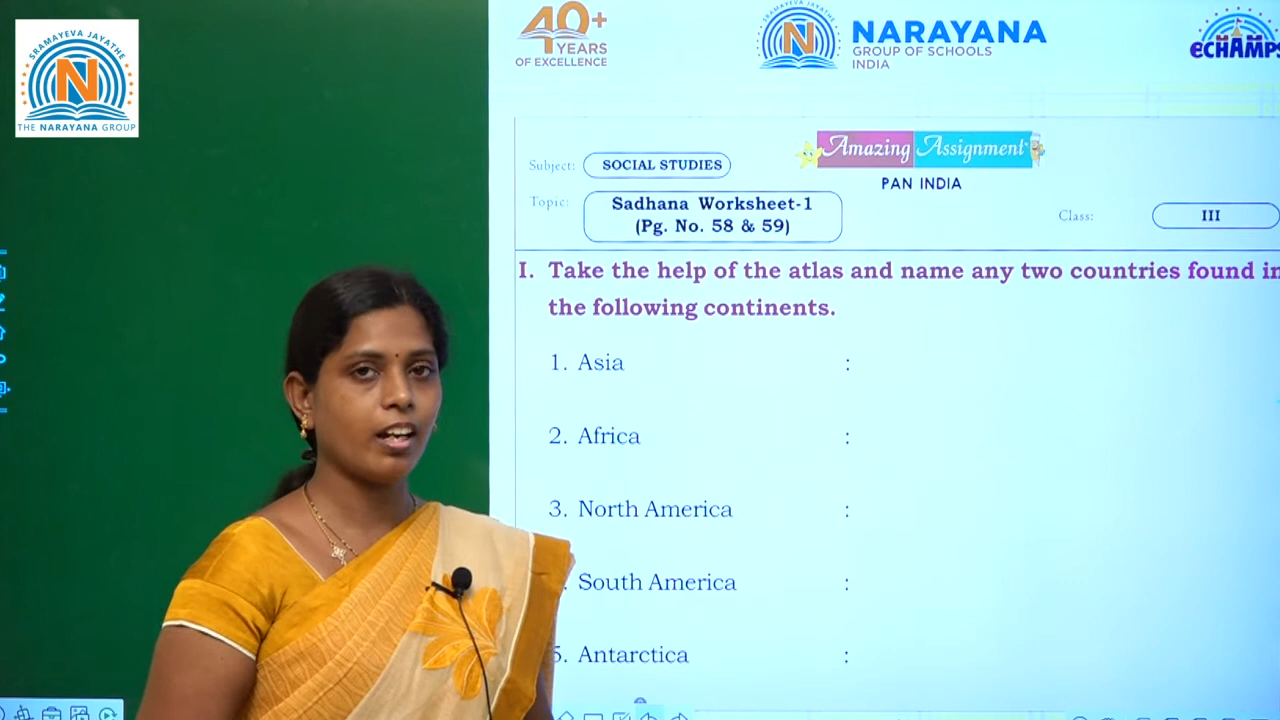 SRAMAYEVA JAYATHE
N
THE NARAYANA GROUP
40+
YEARS
OF EXCELLENCE
SRAMAYEVA JAYATHE
N
NARAYANA
GROUP OF SCHOOLS
INDIA
eCHAMPS
Subject: SOCIAL STUDIES
Amazing Assignment
PAN INDIA
Topic: Sadhana Worksheet-1
(Pg. No. 58 & 59)
Class: III
I. Take the help of the atlas and name any two countries found in
the following continents.
1. Asia :
2. Africa :
3. North America :
South America :
5. Antarctica :